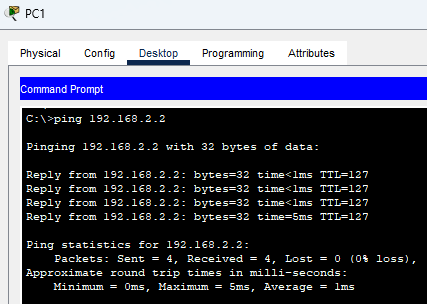 PC1
Physical Config Desktop Programming Attributes
Command Prompt
C:\>ping 192.168.2.2
Pinging 192.168.2.2 with 32 bytes of data:
Reply from 192.168.2.2: bytes=32 time<1ms TTL=127
Reply from 192.168.2.2: bytes=32 time<1ms TTL=127
Reply from 192.168.2.2: bytes=32 time<1ms TTL=127
Reply from 192.168.2.2: bytes=32 time=5ms TTL=127
Ping statistics for 192.168.2.2:
Packets: Sent = 4, Received = 4, Lost = 0 (0% loss),
Approximate round trip times in milli-seconds:
Minimum = 0ms, Maximum = 5ms, Average = 1ms